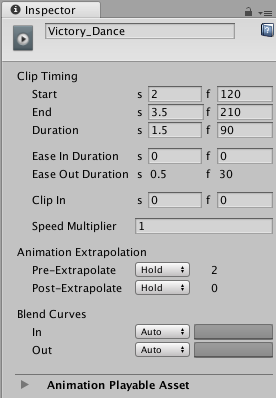 Inspector
Victory_Dance
Clip Timing
Start s 2 f 120
End s 3.5 f 210
Duration s 1.5 f 90
Ease In Duration s 0 f 0
Ease Out Duration s 0.5 f 30
Clip In s 0 f 0
Speed Multiplier 1
Animation Extrapolation
Pre-Extrapolate Hold 2
Post-Extrapolate Hold 0
Blend Curves
In Auto
Out Auto
Animation Playable Asset